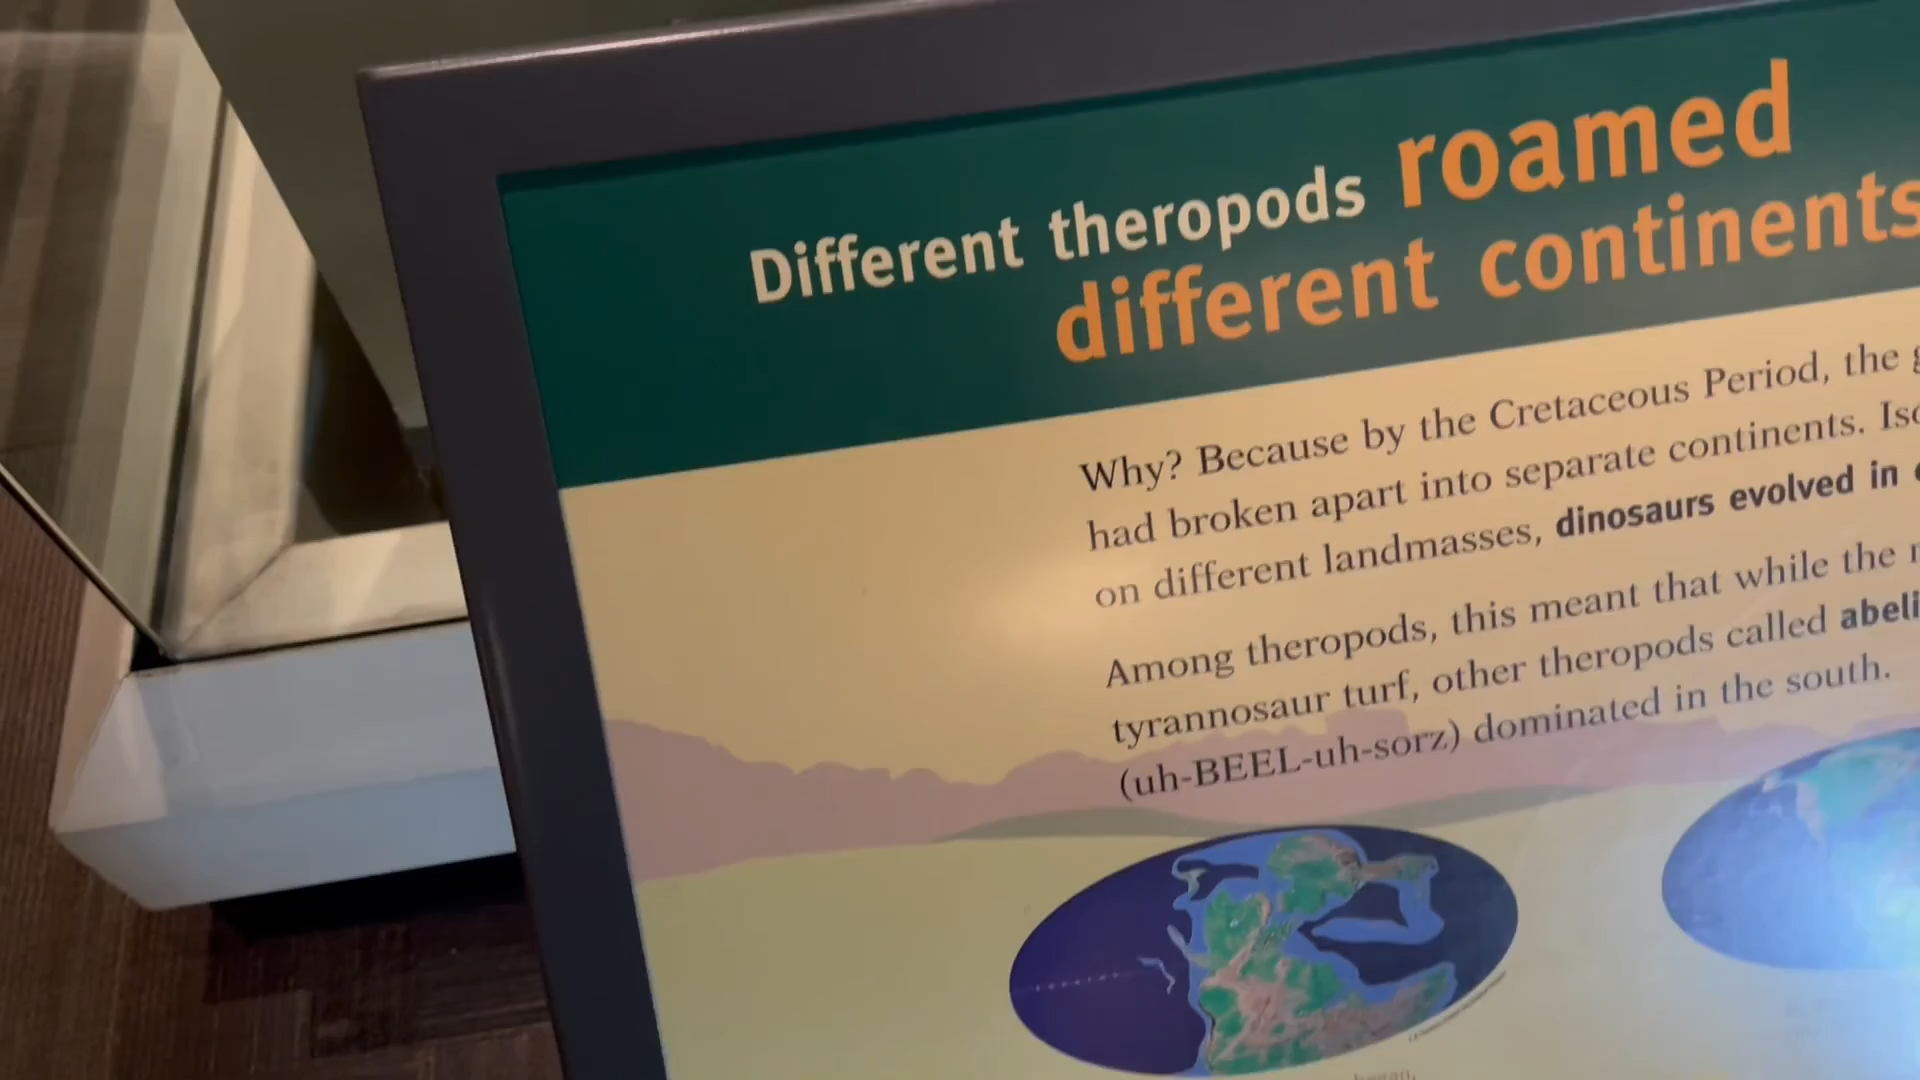 Different theropods roamed
different continents
Why? Because by the Cretaceous Period, the
had broken apart into separate continents.
on different landmasses, dinosaurs evolved in
Among theropods, this meant that while the
tyrannosaur turf, other theropods called
(uh-BEEL-uh-sorz) dominated in the south.